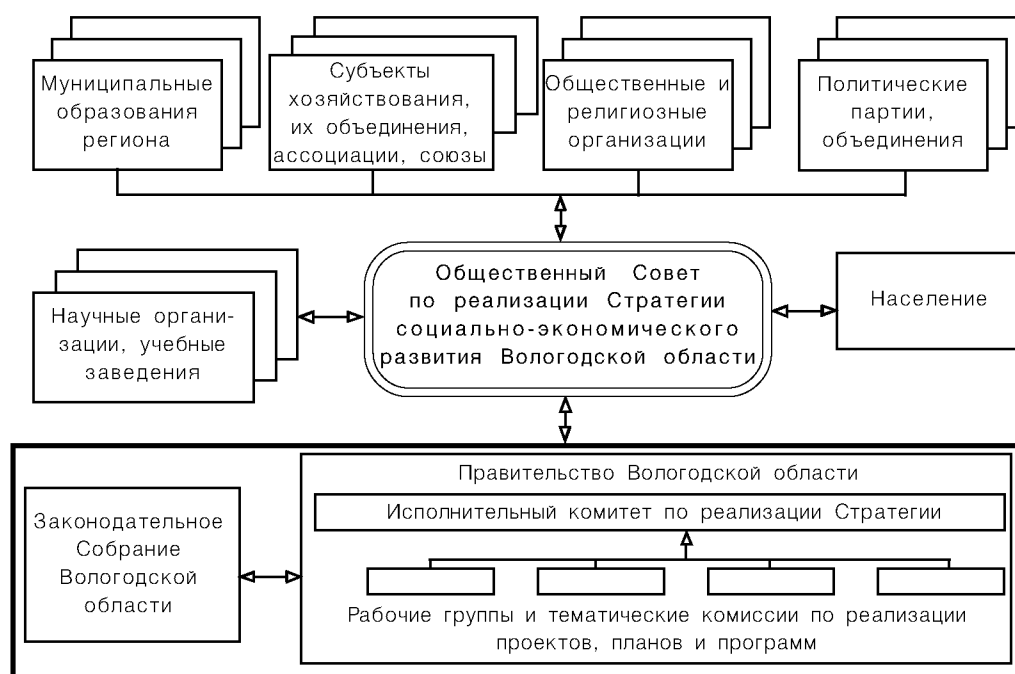 Муниципальные
образования
региона
Субъекты
хозяйствования,
их объединения,
ассоциации, союзы
Общественные и
религиозные
организации
Политические
партии,
объединения
Научные органи-
зации, учебные
заведения
Общественный Совет
по реализации Стратегии
социально-экономического
развития Вологодской области
Население
Законодательное
Собрание
Вологодской
области
Правительство Вологодской области
Исполнительный комитет по реализации Стратегии
Рабочие группы и тематические комиссии по реализации
проектов, планов и программ